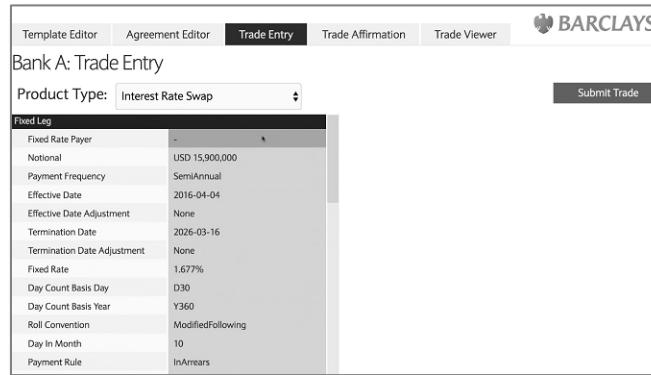 Template Editor Agreement Editor Trade Entry Trade Affirmation Trade Viewer BARCLAYS
Bank A: Trade Entry
Product Type: Interest Rate Swap Submit Trade
Fixed Leg
Fixed Rate Payer -
Notional USD 15,900,000
Payment Frequency SemiAnnual
Effective Date 2016-04-04
Effective Date Adjustment None
Termination Date 2026-03-16
Termination Date Adjustment None
Fixed Rate 1.677%
Day Count Basis Day D30
Day Count Basis Year Y360
Roll Convention ModifiedFollowing
Day In Month 10
Payment Rule InArrears